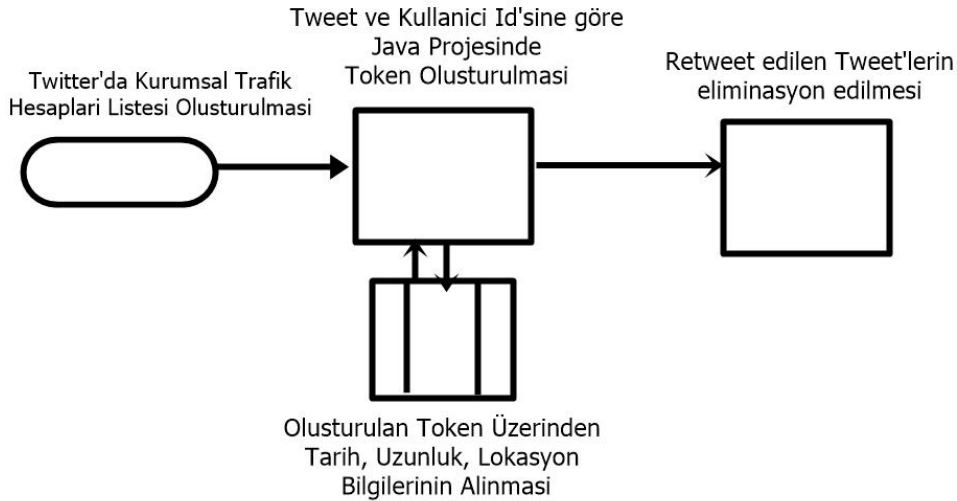 Twitter'da Kurumsal Trafik
Hesaplari Listesi Olusturulmasi
Tweet ve Kullanici Id'sine göre
Java Projesinde
Token Olusturulmasi
Retweet edilen Tweet'lerin
eliminasyon edilmesi
Olusturulan Token Üzerinden
Tarih, Uzunluk, Lokasyon
Bilgilerinin Alinmasi